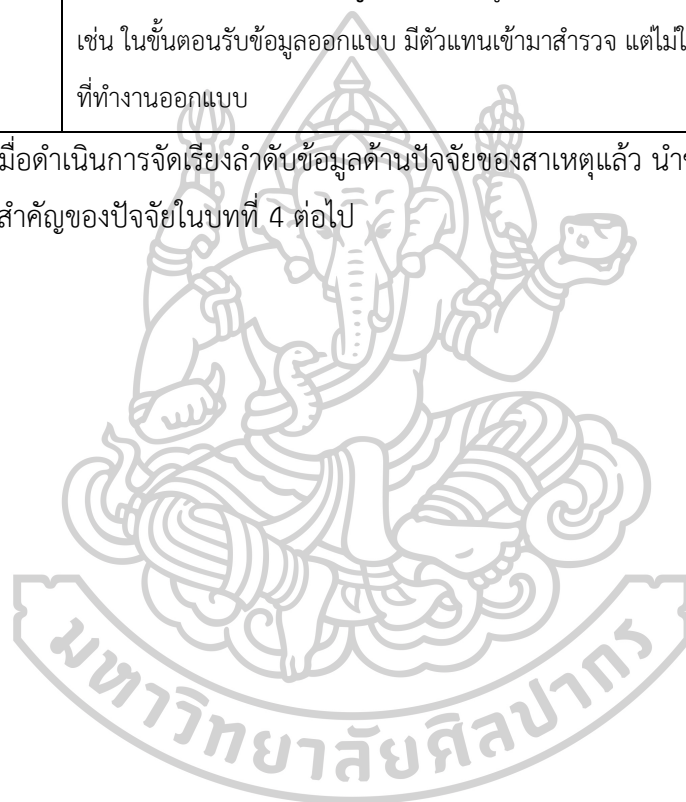 เช่น ในขั้นตอนรับข้อมูลออกแบบ มีตัวแทนเข้ามาสำรวจ แต่ไม่ใ
ที่ทำงานออกแบบ
มื่อดำเนินการจัดเรียงลำดับข้อมูลด้านปัจจัยของสาเหตุแล้ว นำ
สำคัญของปัจจัยในบทที่ 4 ต่อไป
มหาวิทยาลัยศิลปากร